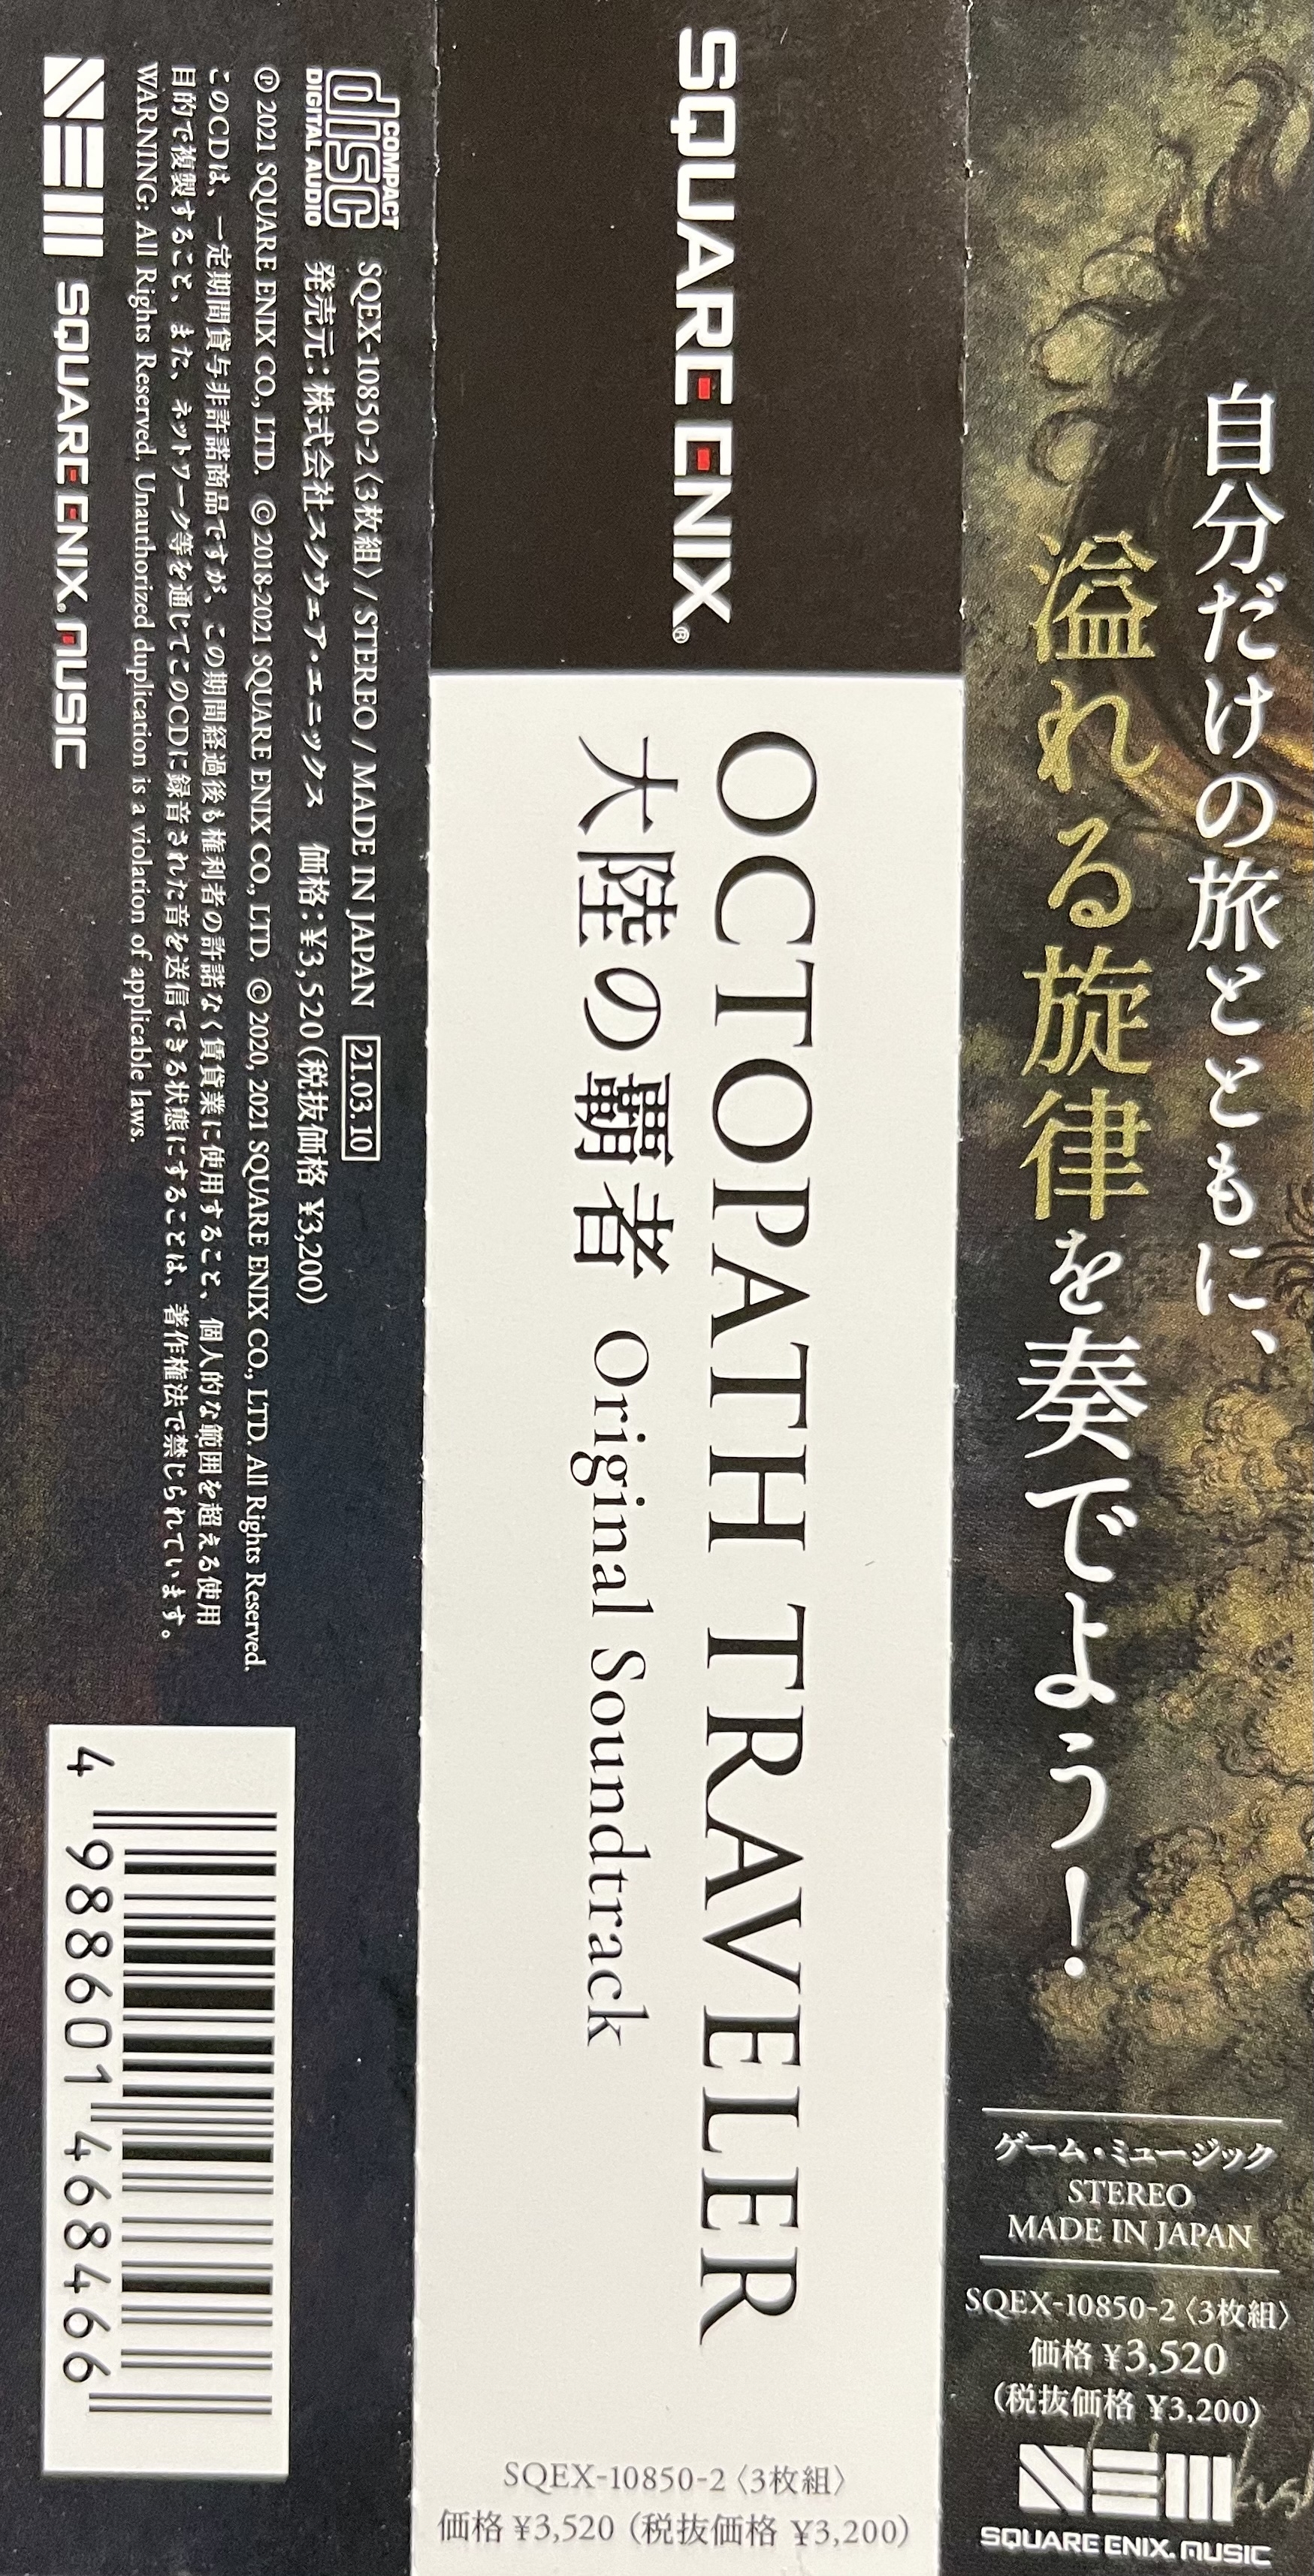 自分だけの旅とともに、
溢れる旋律を奏でよう！
ゲーム・ミュージック
STEREO
MADE IN JAPAN
SQEX-10850-2〈3枚組〉
価格 ¥3,520
（税抜価格 ¥3,200）
SQUARE ENIX. MUSIC
SQUARE ENIX®
OCTOPATH TRAVELER
大陸の覇者 Original Soundtrack
SQEX-10850-2〈3枚組〉
価格 ¥3,520（税抜価格 ¥3,200）
COMPACT
disc
DIGITAL AUDIO
SQEX-10850-2〈3枚組〉/ STEREO / MADE IN JAPAN 21.03.10
発売元：株式会社スクウェア・エニックス 価格：¥3,520（税抜価格 ¥3,200）
Ⓟ 2021 SQUARE ENIX CO., LTD. © 2018-2021 SQUARE ENIX CO., LTD. © 2020, 2021 SQUARE ENIX CO., LTD. All Rights Reserved.
このCDは、一定期間貸与非許諾商品ですが、この期間経過後も権利者の許諾なく賃貸業に使用すること、個人的な範囲を超える使用
目的で複製すること、また、ネットワーク等を通じてこのCDに録音された音を送信できる状態にすることは、著作権法で禁じられています。
WARNING: All Rights Reserved. Unauthorized duplication is a violation of applicable laws.
SQUARE ENIX. MUSIC
4 988601 468466